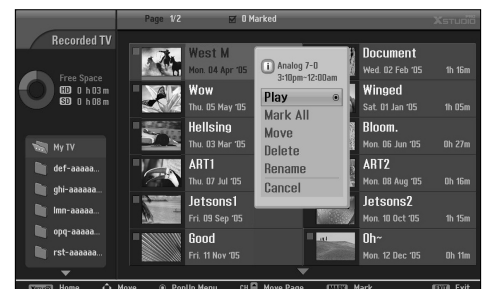 Page 1/2 0 Marked XSTUDIO
Recorded TV
Free Space
HD 0 h 03 m
SD 0 h 08 m
My TV
def-aaaaa...
ghi-aaaaa...
lmn-aaaaa...
opq-aaaaa...
rst-aaaaa...
West M
Mon. 04 Apr '05
Wow
Thu. 05 May '05
Hellsing
Thu. 03 Mar '05
ART1
Thu. 07 Jul '05
Jetsons1
Fri. 09 Sep '05
Good
Fri. 11 Nov '05
Analog 7-0
3:10pm~12:00am
Play
Mark All
Move
Delete
Rename
Cancel
Document
Wed. 02 Feb '05 1h 16m
Winged
Sat. 01 Jan '05 1h 05m
Bloom.
Mon. 06 Jun '05 0h 27m
ART2
Mon. 08 Aug '05 0h 16m
Jetsons2
Mon. 10 Oct '05 1h 15m
Oh~
Mon. 12 Dec '05 0h 11m
Home Move PopUp Menu CH Move Page MARK Mark EXIT Exit